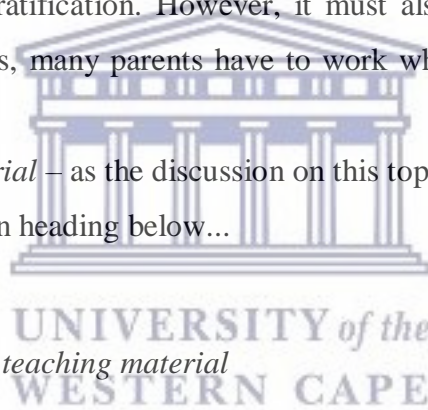 ratification. However, it must als
s, many parents have to work wh
rial – as the discussion on this top
n heading below...
UNIVERSITY of the
teaching material
WESTERN CAPE